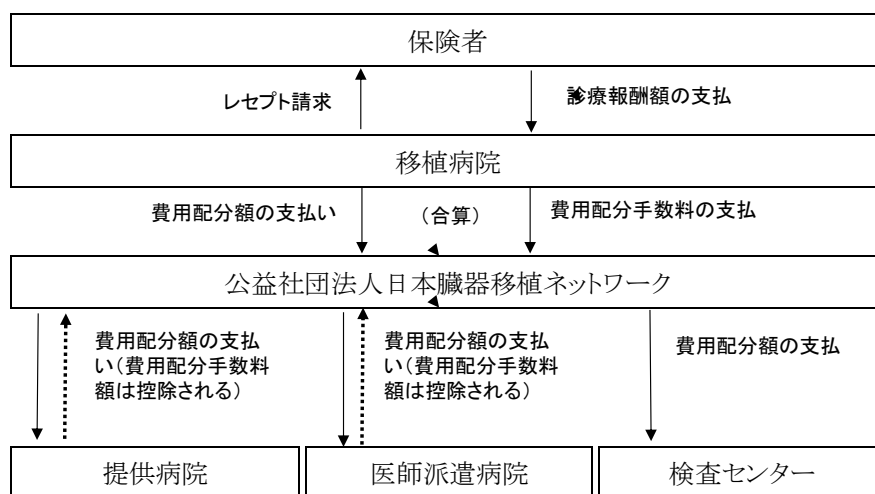 保険者
レセプト請求
診療報酬額の支払
移植病院
費用配分額の支払い
（合算）
費用配分手数料の支払
公益社団法人日本臓器移植ネットワーク
費用配分額の支払
い（費用配分手数料
額は控除される）
費用配分額の支払
い（費用配分手数料
額は控除される）
費用配分額の支払
提供病院
医師派遣病院
検査センター